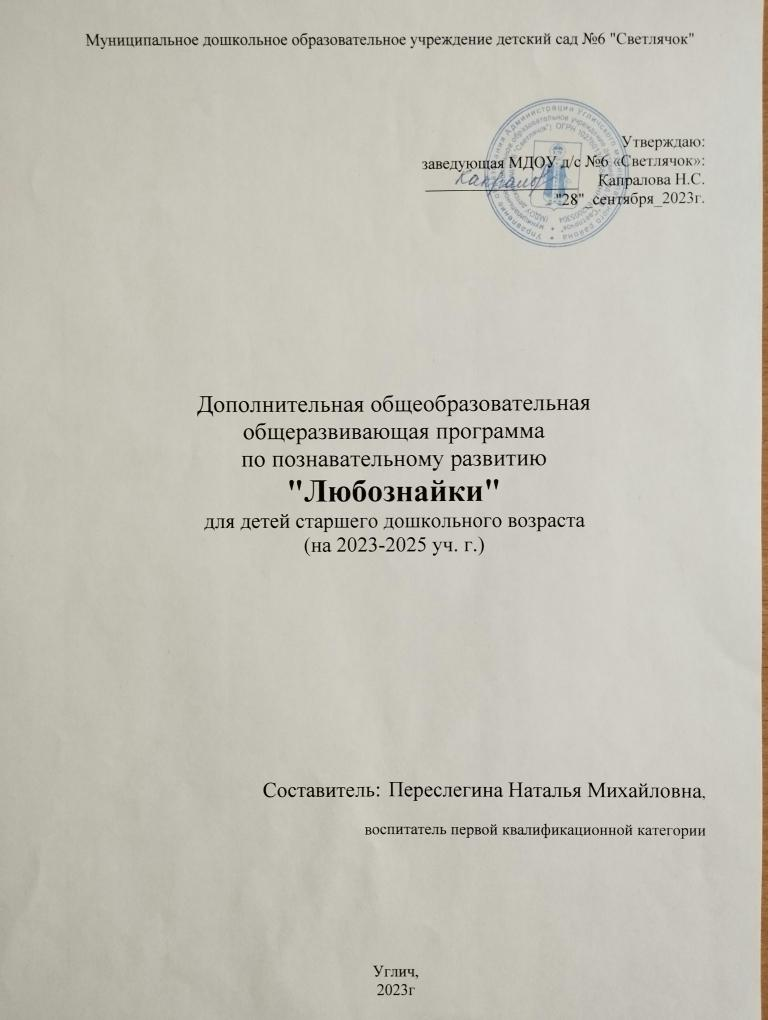 Муниципальное дошкольное образовательное учреждение детский сад №6 "Светлячок"
Утверждаю:
заведующая МДОУ д/с №6 «Светлячок»:
Капралова Н.С.
"28"_сентября_2023г.
Дополнительная общеобразовательная
общеразвивающая программа
по познавательному развитию
"Любознайки"
для детей старшего дошкольного возраста
(на 2023-2025 уч. г.)
Составитель: Переслегина Наталья Михайловна,
воспитатель первой квалификационной категории
Углич,
2023г